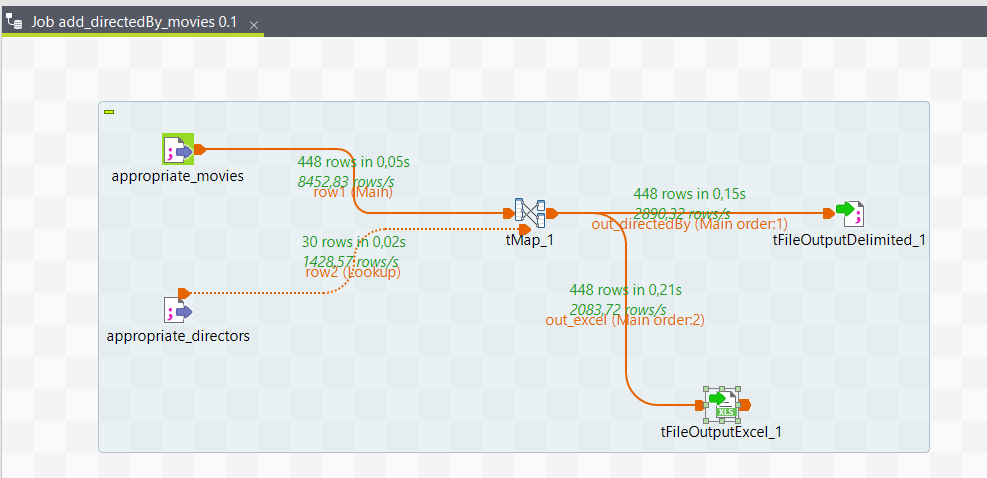 Job add_directedBy_movies 0.1
appropriate_movies
448 rows in 0,05s
8452,83 rows/s
row1 (Main)
448 rows in 0,15s
2890,32 rows/s
out_directedBy (Main order:1)
tMap_1
tFileOutputDelimited_1
30 rows in 0,02s
1428,57 rows/s
row2 (Lookup)
448 rows in 0,21s
2083,72 rows/s
out_excel (Main order:2)
appropriate_directors
XLS
tFileOutputExcel_1